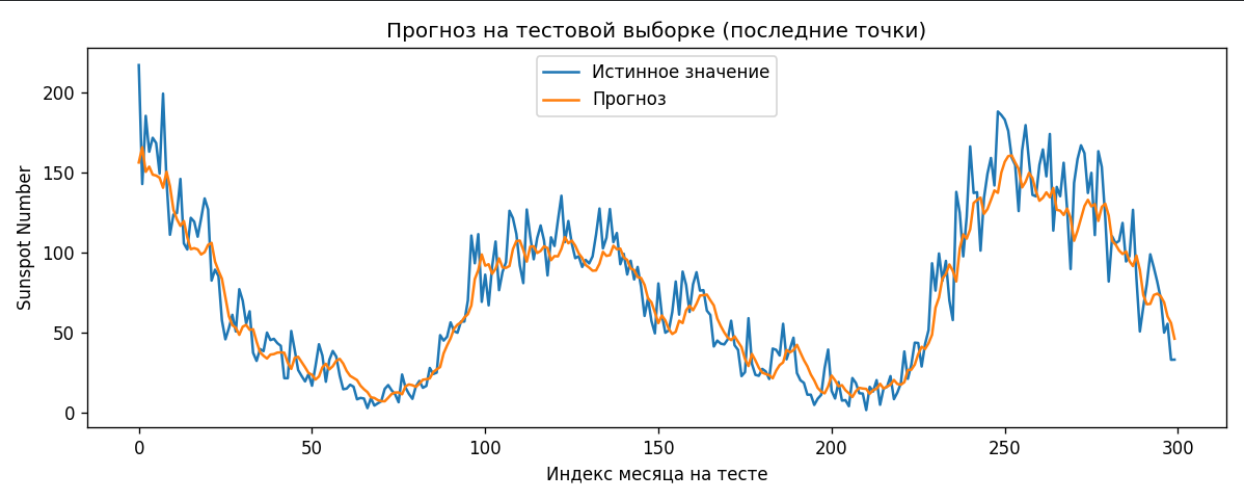 Прогноз на тестовой выборке (последние точки)
Истинное значение
Прогноз
Sunspot Number
200
150
100
50
0
0 50 100 150 200 250 300
Индекс месяца на тесте